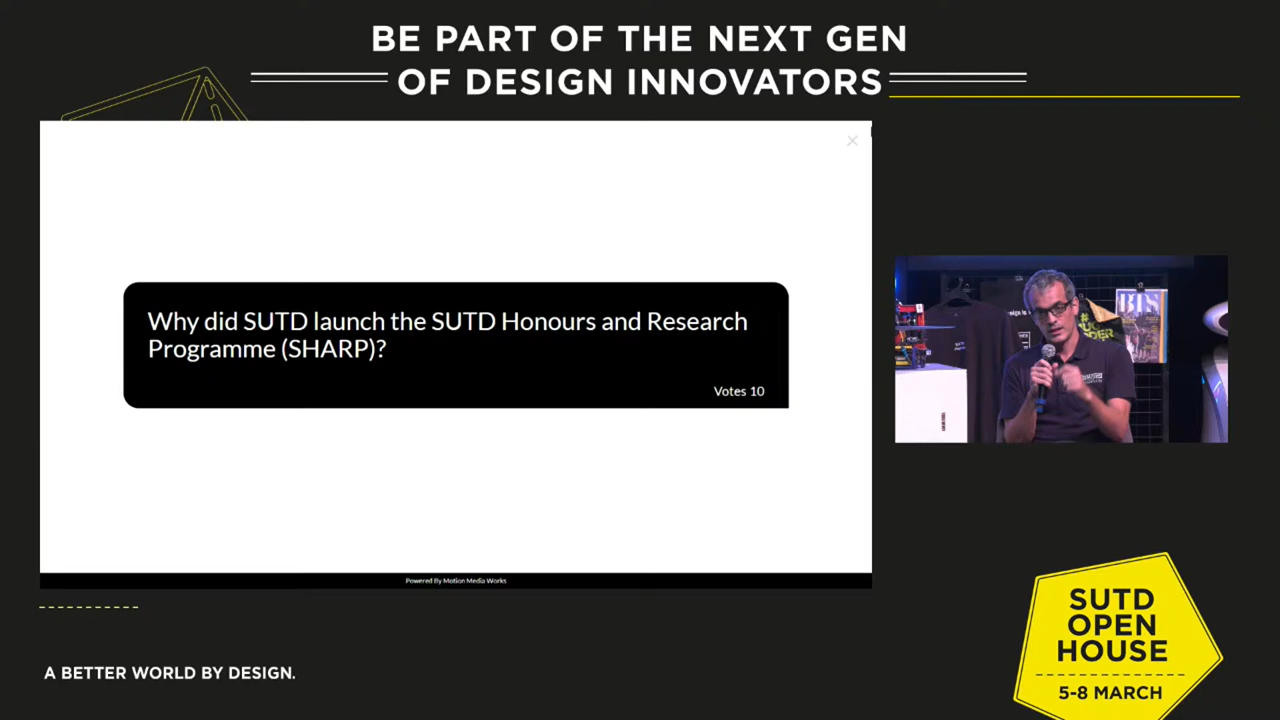 BE PART OF THE NEXT GEN
OF DESIGN INNOVATORS
Why did SUTD launch the SUTD Honours and Research
Programme (SHARP)?
Votes 10
Powered By Motion Media Works
BTS
A BETTER WORLD BY DESIGN.
SUTD
OPEN
HOUSE
5-8 MARCH